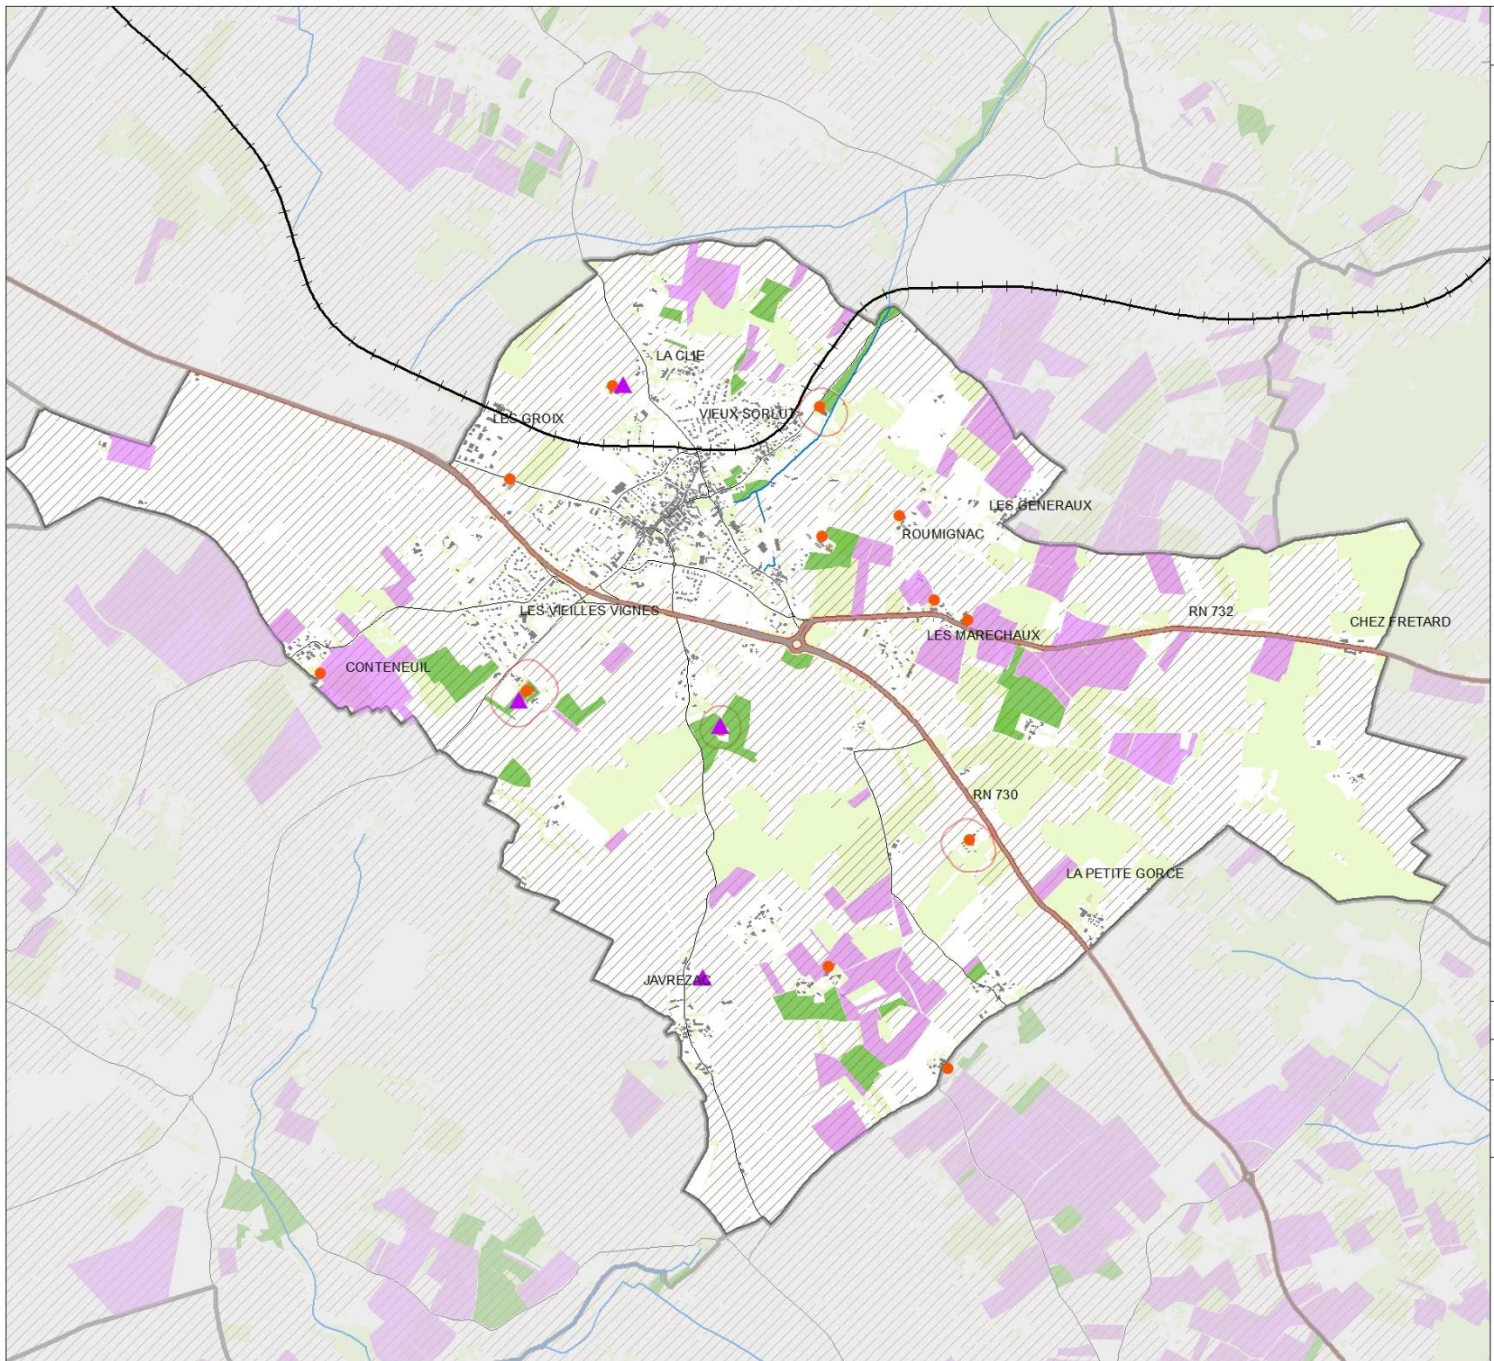 LA CLIE
VIEUX SORLUT
LES GROIX
LES GENERAUX
ROUMIGNAC
LES VIEILLES VIGNES
RN 732
CHEZ FRETARD
LES MARECHAUX
CONTENEUIL
RN 730
LA PETITE GORCE
JAVREZAC